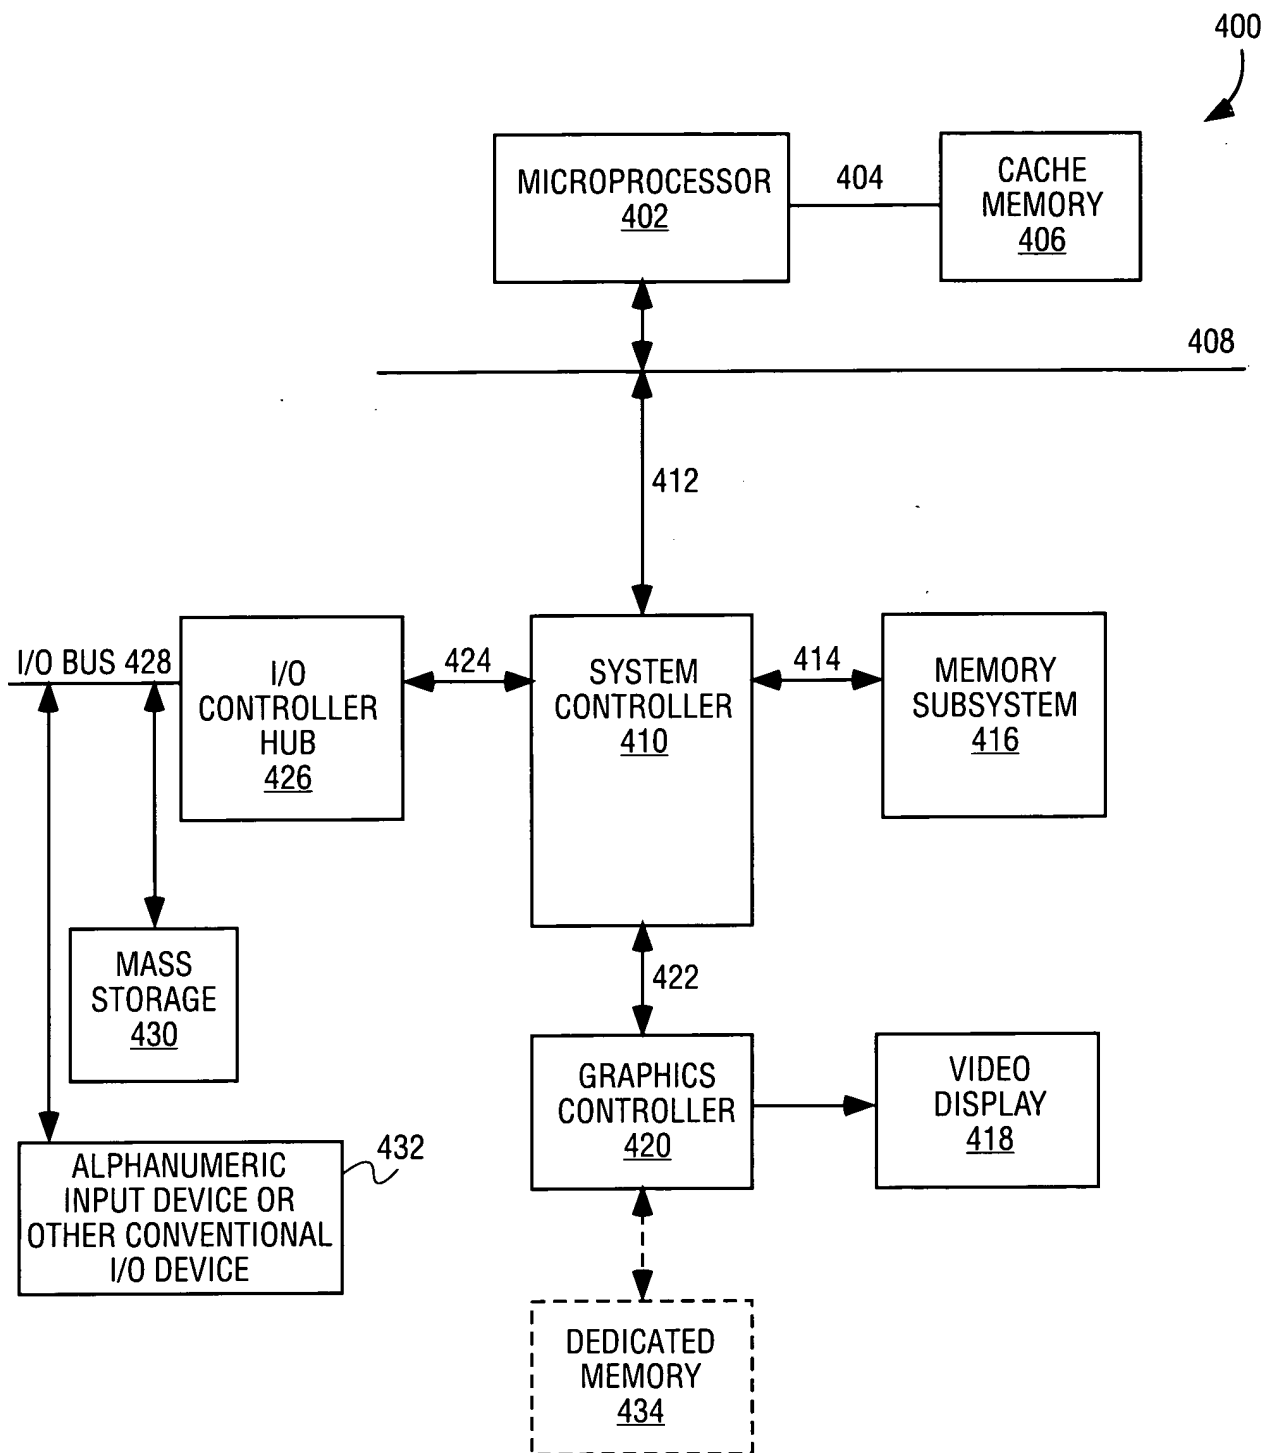 400
MICROPROCESSOR
402
404
CACHE
MEMORY
406
408
412
I/O BUS 428
I/O
CONTROLLER
HUB
426
424
SYSTEM
CONTROLLER
410
414
MEMORY
SUBSYSTEM
416
MASS
STORAGE
430
422
GRAPHICS
CONTROLLER
420
VIDEO
DISPLAY
418
432
ALPHANUMERIC
INPUT DEVICE OR
OTHER CONVENTIONAL
I/O DEVICE
DEDICATED
MEMORY
434